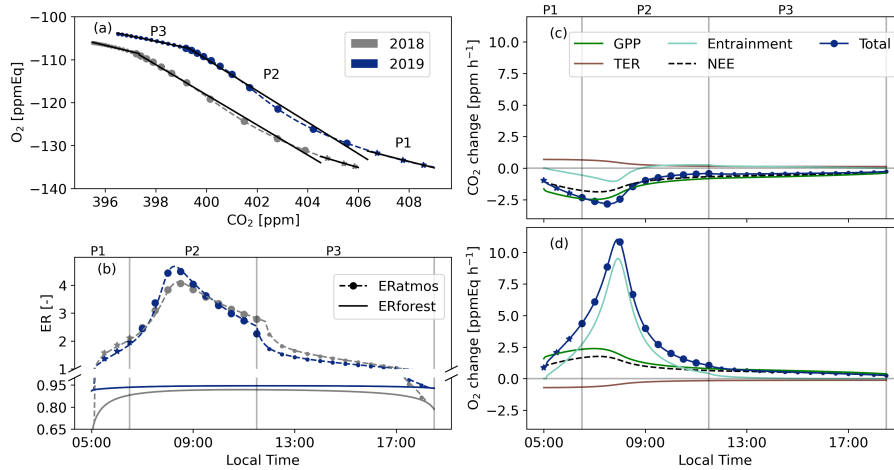 (a)
P3
P2
P1
2018
2019
O₂ [ppmEq]
−100
−110
−120
−130
−140
396
398
400
402
404
406
408
CO₂ [ppm]
P1
P2
P3
(b)
ERatmos
ERforest
ER [-]
4
3
2
1
0.95
0.80
0.65
05:00
09:00
13:00
17:00
Local Time
P1
P2
P3
(c)
GPP
TER
Entrainment
NEE
Total
CO₂ change [ppm h⁻¹]
10.0
7.5
5.0
2.5
0.0
−2.5
(d)
O₂ change [ppmEq h⁻¹]
10.0
7.5
5.0
2.5
0.0
−2.5
05:00
09:00
13:00
17:00
Local Time